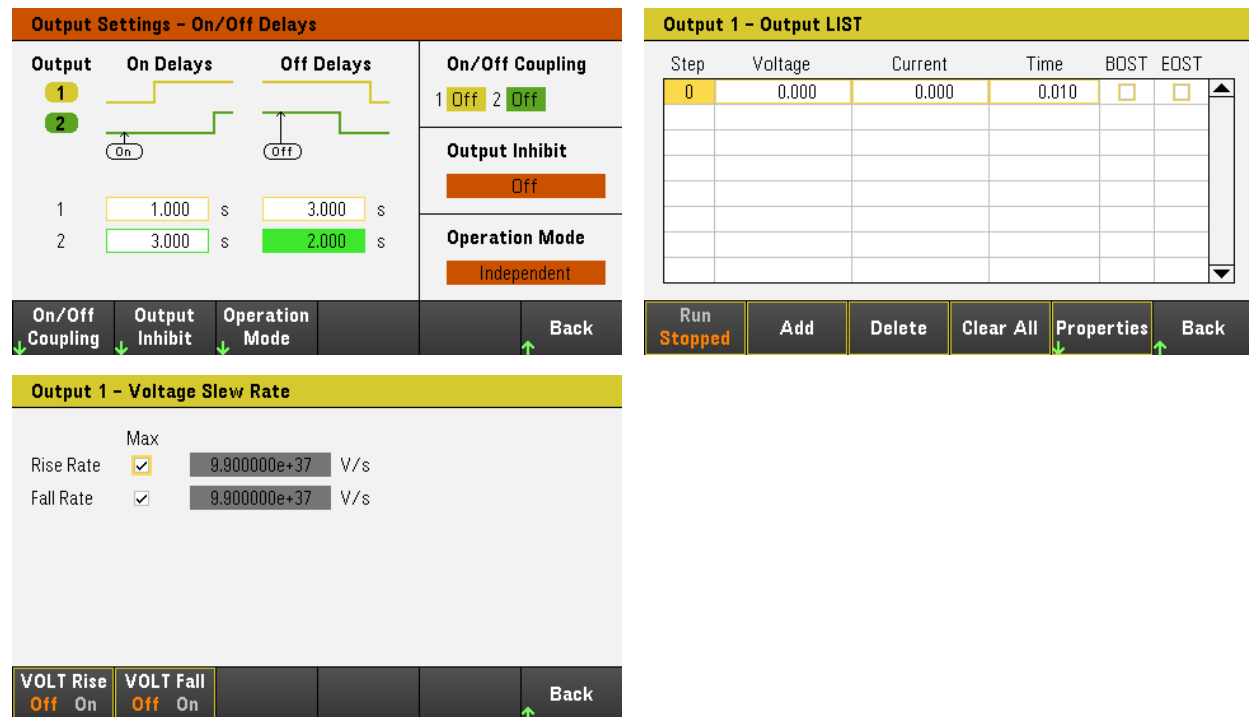 Output Settings - On/Off Delays
Output On Delays Off Delays
1
2
On Off
1 1.000 s 3.000 s
2 3.000 s 2.000 s
On/Off Coupling
1 Off 2 Off
Output Inhibit
Off
Operation Mode
Independent
On/Off Coupling
Output Inhibit
Operation Mode
Back
Output 1 - Output LIST
Step Voltage Current Time BOST EOST
0 0.000 0.000 0.010
Run Stopped
Add
Delete
Clear All
Properties
Back
Output 1 - Voltage Slew Rate
Max
Rise Rate 9.900000e+37 V/s
Fall Rate 9.900000e+37 V/s
VOLT Rise
Off On
VOLT Fall
Off On
Back